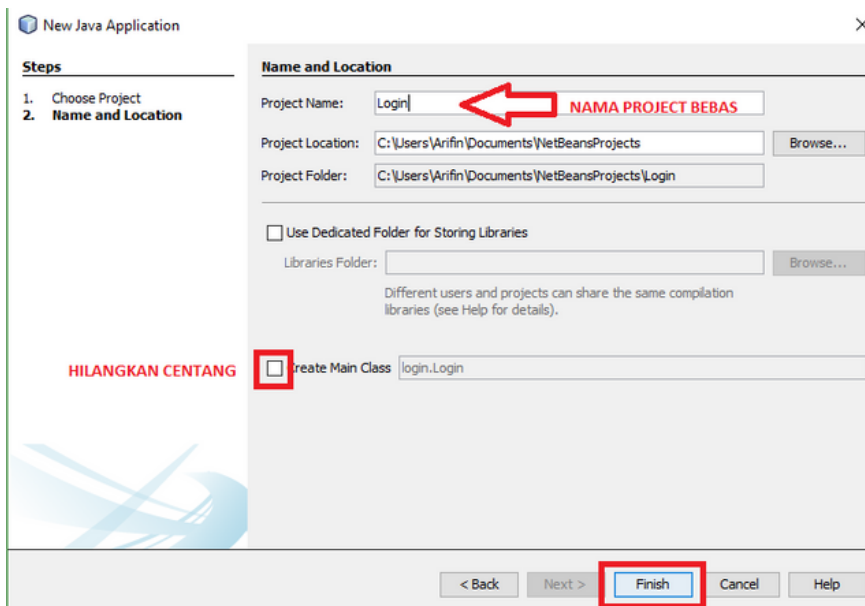 New Java Application
Steps
1. Choose Project
2. Name and Location
Name and Location
Project Name: Login
NAMA PROJECT BEBAS
Project Location: C:\Users\Arifin\Documents\NetBeansProjects Browse...
Project Folder: C:\Users\Arifin\Documents\NetBeansProjects\Login
Use Dedicated Folder for Storing Libraries
Libraries Folder: Browse...
Different users and projects can share the same compilation
libraries (see Help for details).
HILANGKAN CENTANG
Create Main Class login.Login
< Back Next > Finish Cancel Help